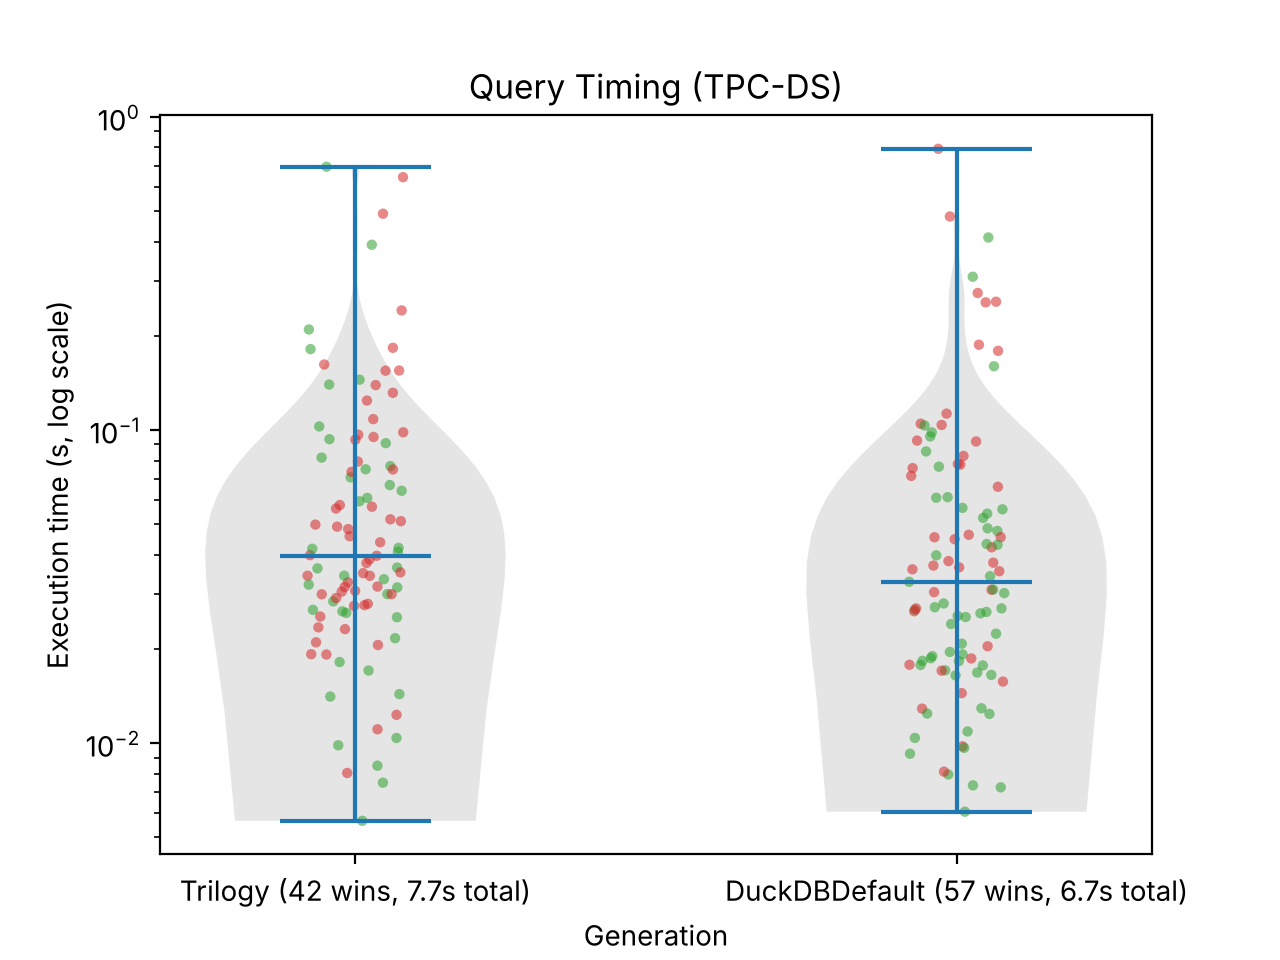 Query Timing (TPC-DS)
Execution time (s, log scale)
10⁰
10⁻¹
10⁻²
Trilogy (42 wins, 7.7s total)
DuckDBDefault (57 wins, 6.7s total)
Generation